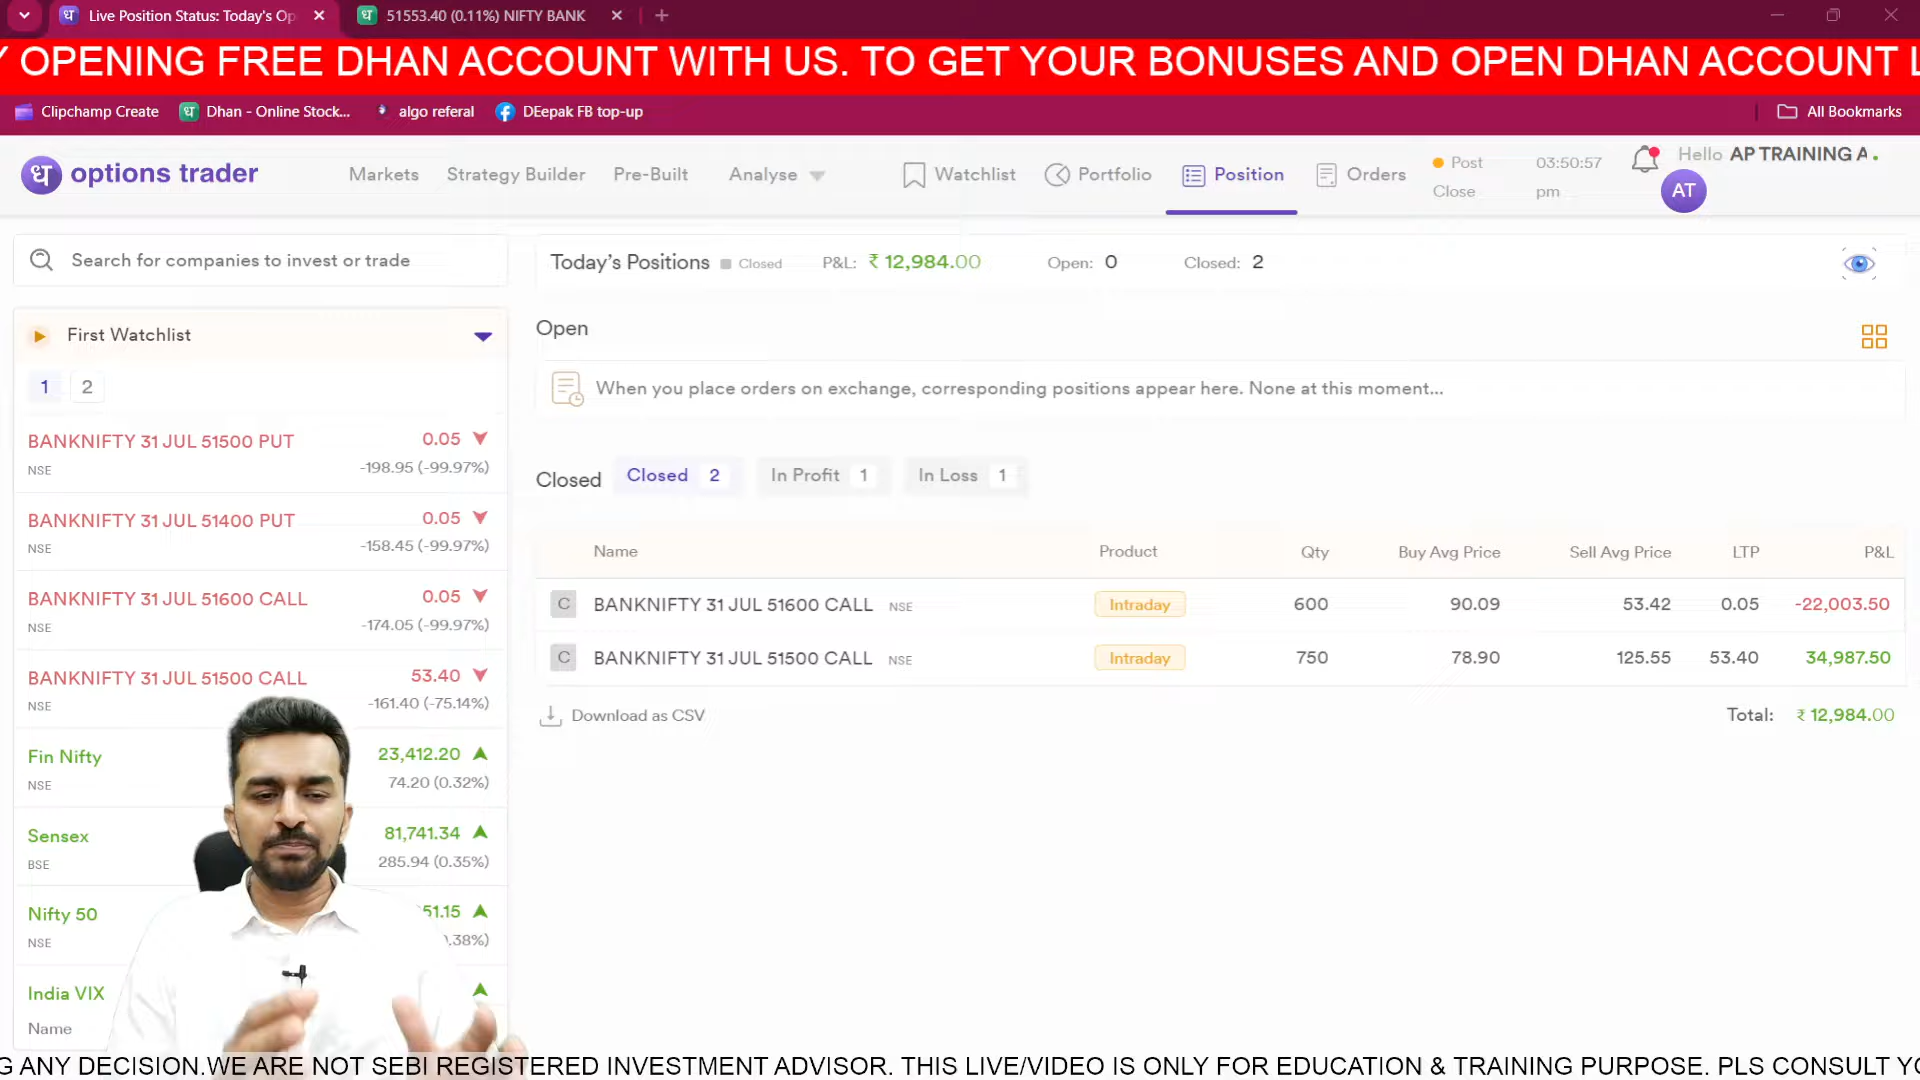 Live Position Status: Today's Op
51553.40 (0.11%) NIFTY BANK
OPENING FREE DHAN ACCOUNT WITH US. TO GET YOUR BONUSES AND OPEN DHAN ACCOUNT
Clipchamp Create
Dhan - Online Stock...
algo referal
DEepak FB top-up
All Bookmarks
ध options trader
Markets
Strategy Builder
Pre-Built
Analyse
Watchlist
Portfolio
Position
Orders
Post Close
03:50:57 pm
Hello AP TRAINING A
AT
Search for companies to invest or trade
Today's Positions
Closed
P&L: ₹ 12,984.00
Open: 0
Closed: 2
First Watchlist
1 2
BANKNIFTY 31 JUL 51500 PUT 0.05
NSE -198.95 (-99.97%)
BANKNIFTY 31 JUL 51400 PUT 0.05
NSE -158.45 (-99.97%)
BANKNIFTY 31 JUL 51600 CALL 0.05
NSE -174.05 (-99.97%)
BANKNIFTY 31 JUL 51500 CALL 53.40
NSE -161.40 (-75.14%)
Fin Nifty 23,412.20
NSE 74.20 (0.32%)
Sensex 81,741.34
BSE 285.94 (0.35%)
Nifty 50 51.15
NSE .38%)
India VIX
Name
Open
When you place orders on exchange, corresponding positions appear here. None at this moment...
Closed
Closed 2
In Profit 1
In Loss 1
Name Product Qty Buy Avg Price Sell Avg Price LTP P&L
C BANKNIFTY 31 JUL 51600 CALL NSE Intraday 600 90.09 53.42 0.05 -22,003.50
C BANKNIFTY 31 JUL 51500 CALL NSE Intraday 750 78.90 125.55 53.40 34,987.50
Download as CSV
Total: ₹ 12,984.00
G ANY DECISION.WE ARE NOT SEBI REGISTERED INVESTMENT ADVISOR. THIS LIVE/VIDEO IS ONLY FOR EDUCATION & TRAINING PURPOSE. PLS CONSULT YO